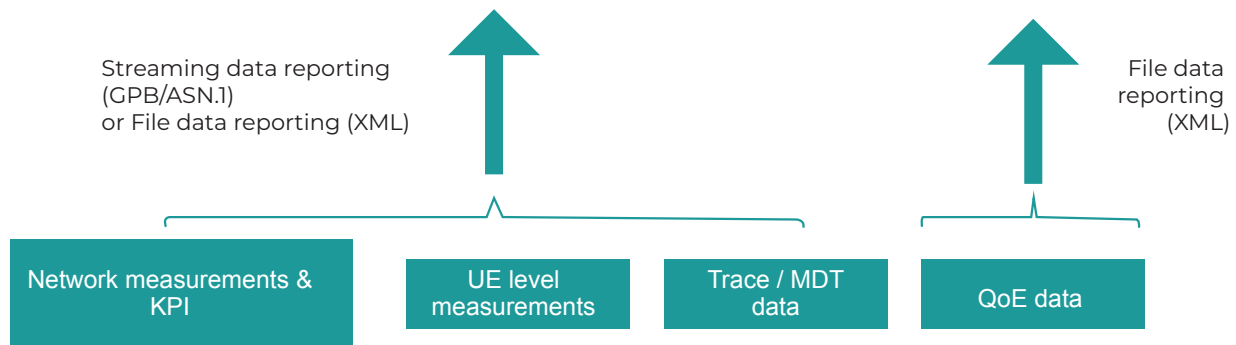 Streaming data reporting
(GPB/ASN.1)
or File data reporting (XML)
File data
reporting
(XML)
Network measurements &
KPI
UE level
measurements
Trace / MDT
data
QoE data